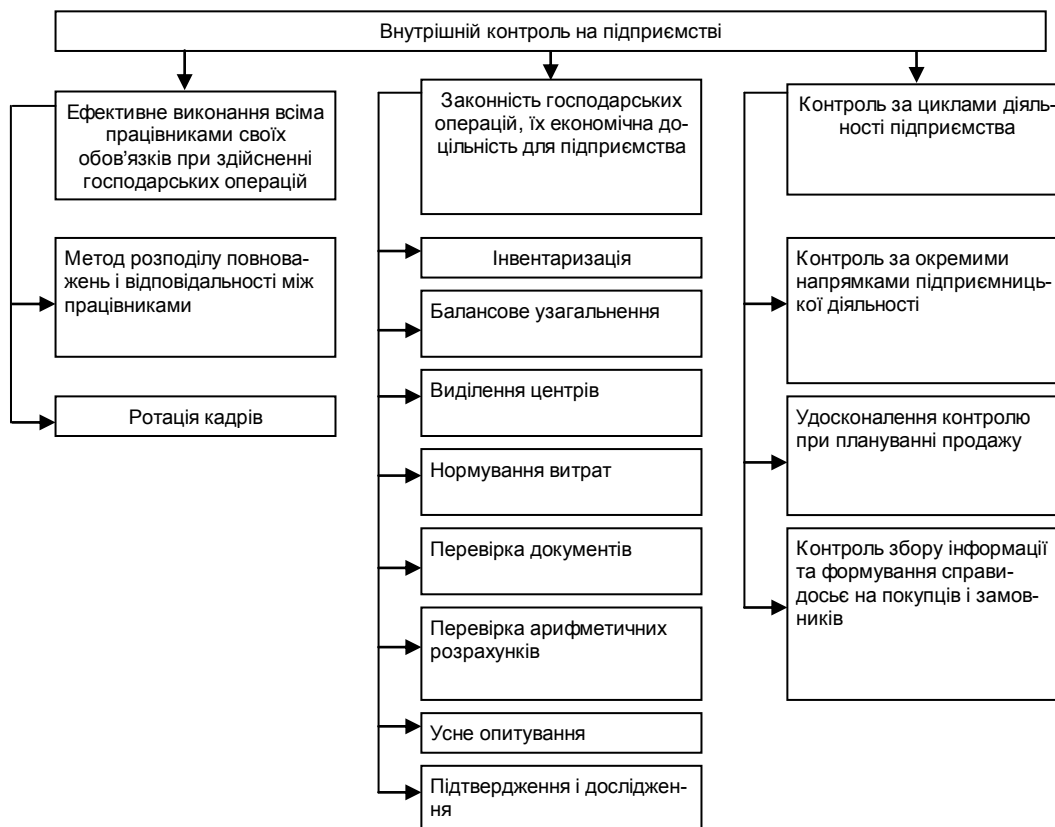 Внутрішній контроль на підприємстві
Ефективне виконання всіма
працівниками своїх
обов’язків при здійсненні
господарських операцій
Метод розподілу повнова-
жень і відповідальності між
працівниками
Ротація кадрів
Законність господарських
операцій, їх економічна до-
цільність для підприємства
Інвентаризація
Балансове узагальнення
Виділення центрів
Нормування витрат
Перевірка документів
Перевірка арифметичних
розрахунків
Усне опитування
Підтвердження і досліджен-
ня
Контроль за циклами діяль-
ності підприємства
Контроль за окремими
напрямками підприємниць-
кої діяльності
Удосконалення контролю
при плануванні продажу
Контроль збору інформації
та формування справи-
досьє на покупців і замов-
ників